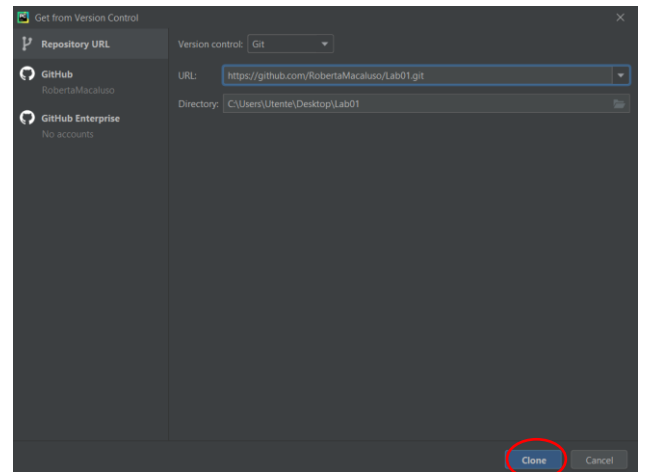 Get from Version Control
Repository URL
GitHub
RobertaMacaluso
GitHub Enterprise
No accounts
Version control: Git
URL: https://github.com/RobertaMacaluso/Lab01.git
Directory: C:\Users\Utente\Desktop\Lab01
Clone Cancel